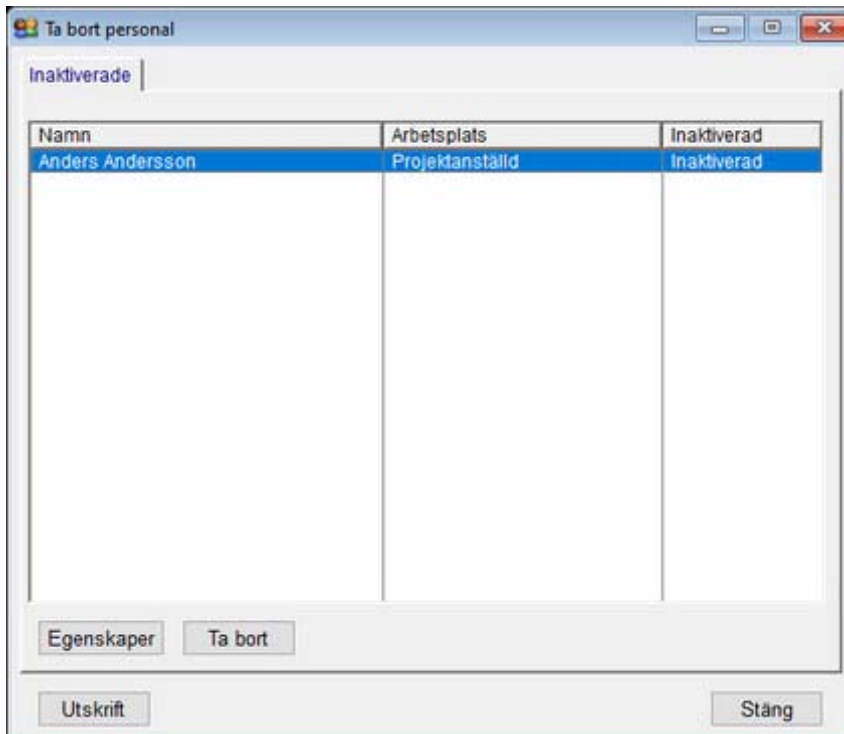 Ta bort personal
Inaktiverade
Namn Arbetsplats Inaktiverad
Anders Andersson Projektanställd Inaktiverad
Egenskaper Ta bort
Utskrift Stäng